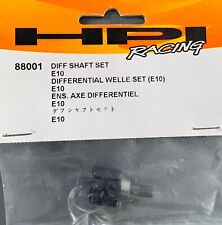 HPI
RACING
88001 DIFF SHAFT SET
E10
DIFFERENTIAL WELLE SET (E10)
E10
ENS. AXE DIFFERENTIEL
E10
デフシャフトセット
E10